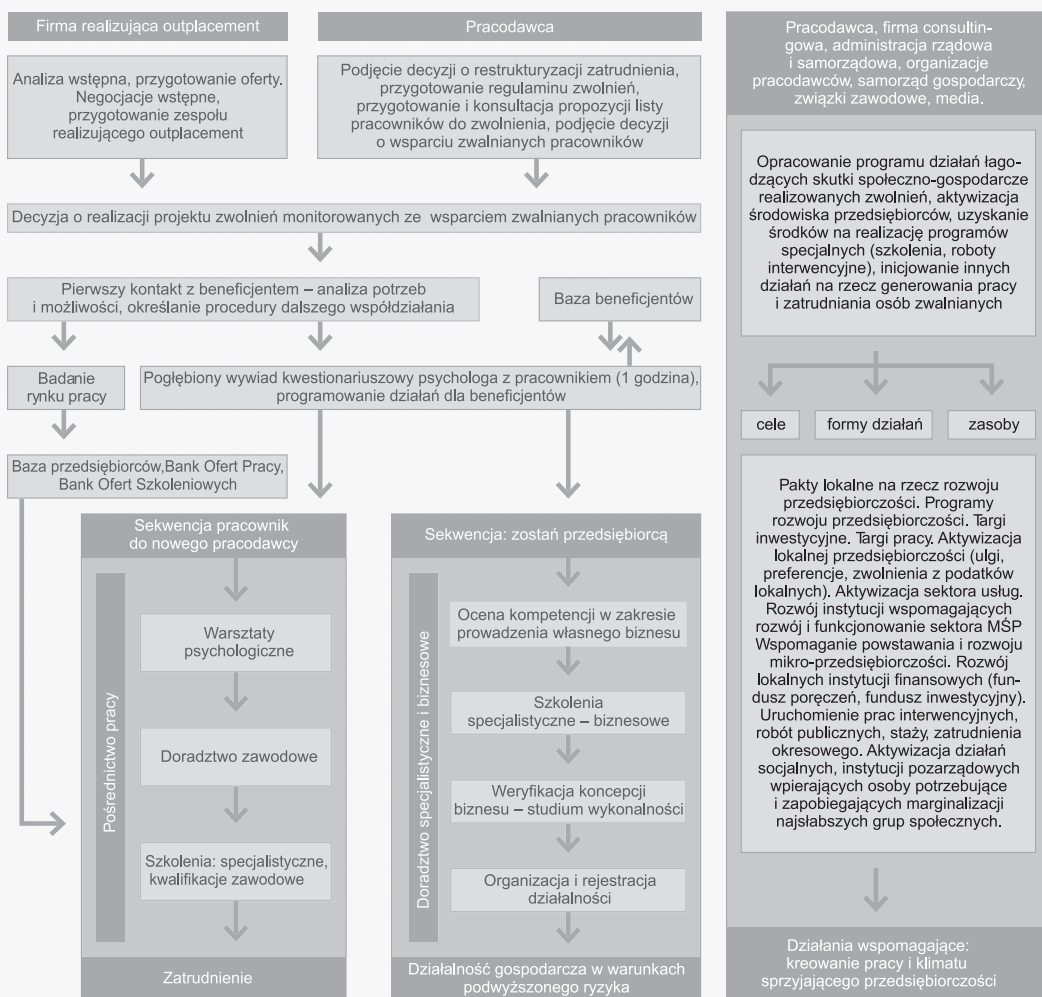 Firma realizująca outplacement
Analiza wstępna, przygotowanie oferty.
Negocjacje wstępne,
przygotowanie zespołu
realizującego outplacement
Pracodawca
Podjęcie decyzji o restrukturyzacji zatrudnienia,
przygotowanie regulaminu zwolnień,
przygotowanie i konsultacja propozycji listy
pracowników do zwolnienia, podjęcie decyzji
o wsparciu zwalnianych pracowników
Decyzja o realizacji projektu zwolnień monitorowanych ze wsparciem zwalnianych pracowników
Pierwszy kontakt z beneficjentem – analiza potrzeb
i możliwości, określanie procedury dalszego współdziałania
Baza beneficjentów
Badanie
rynku pracy
Pogłębiony wywiad kwestionariuszowy psychologa z pracownikiem (1 godzina),
programowanie działań dla beneficjentów
Baza przedsiębiorców,Bank Ofert Pracy,
Bank Ofert Szkoleniowych
Sekwencja pracownik
do nowego pracodawcy
Pośrednictwo pracy
Warsztaty
psychologiczne
Doradztwo zawodowe
Szkolenia: specjalistyczne,
kwalifikacje zawodowe
Zatrudnienie
Sekwencja: zostań przedsiębiorcą
Doradztwo specjalistyczne i biznesowe
Ocena kompetencji w zakresie
prowadzenia własnego biznesu
Szkolenia
specjalistyczne – biznesowe
Weryfikacja koncepcji
biznesu – studium wykonalności
Organizacja i rejestracja
działalności
Działalność gospodarcza w warunkach
podwyższonego ryzyka
Pracodawca, firma consultin-
gowa, administracja rządowa
i samorządowa, organizacje
pracodawców, samorząd gospodarczy,
związki zawodowe, media.
Opracowanie programu działań łago-
dzących skutki społeczno-gospodarcze
realizowanych zwolnień, aktywizacja
środowiska przedsiębiorców, uzyskanie
środków na realizację programów
specjalnych (szkolenia, roboty
interwencyjne), inicjowanie innych
działań na rzecz generowania pracy
i zatrudniania osób zwalnianych
cele
formy działań
zasoby
Pakty lokalne na rzecz rozwoju
przedsiębiorczości. Programy
rozwoju przedsiębiorczości. Targi
inwestycyjne. Targi pracy. Aktywizacja
lokalnej przedsiębiorczości (ulgi,
preferencje, zwolnienia z podatków
lokalnych). Aktywizacja sektora usług.
Rozwój instytucji wspomagających
rozwój i funkcjonowanie sektora MŚP
Wspomaganie powstawania i rozwoju
mikro-przedsiębiorczości. Rozwój
lokalnych instytucji finansowych (fun-
dusz poręczeń, fundusz inwestycyjny).
Uruchomienie prac interwencyjnych,
robót publicznych, staży, zatrudnienia
okresowego. Aktywizacja działań
socjalnych, instytucji pozarządowych
wpierających osoby potrzebujące
i zapobiegających marginalizacji
najsłabszych grup społecznych.
Działania wspomagające:
kreowanie pracy i klimatu
sprzyjającego przedsiębiorczości